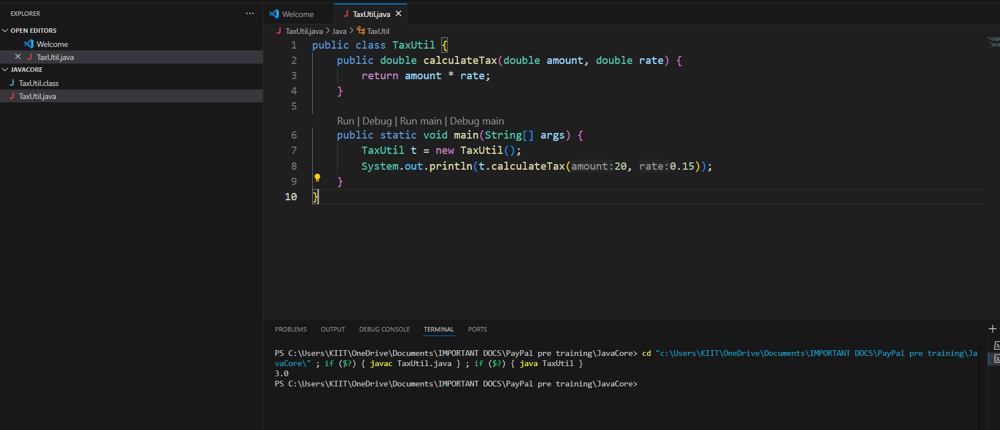 EXPLORER
···
OPEN EDITORS
Welcome
TaxUtil.java
JAVACORE
TaxUtil.class
TaxUtil.java
Welcome
TaxUtil.java
TaxUtil.java > Java > TaxUtil
1 public class TaxUtil {
2 public double calculateTax(double amount, double rate) {
3 return amount * rate;
4 }
5
Run | Debug | Run main | Debug main
6 public static void main(String[] args) {
7 TaxUtil t = new TaxUtil();
8 System.out.println(t.calculateTax(amount:20, rate:0.15));
9 }
10 }
PROBLEMS OUTPUT DEBUG CONSOLE TERMINAL PORTS
PS C:\Users\KIIT\OneDrive\Documents\IMPORTANT DOCS\PayPal pre training\JavaCore> cd "c:\Users\KIIT\OneDrive\Documents\IMPORTANT DOCS\PayPal pre training\Ja
vaCore\" ; if ($?) { javac TaxUtil.java } ; if ($?) { java TaxUtil }
3.0
PS C:\Users\KIIT\OneDrive\Documents\IMPORTANT DOCS\PayPal pre training\JavaCore>